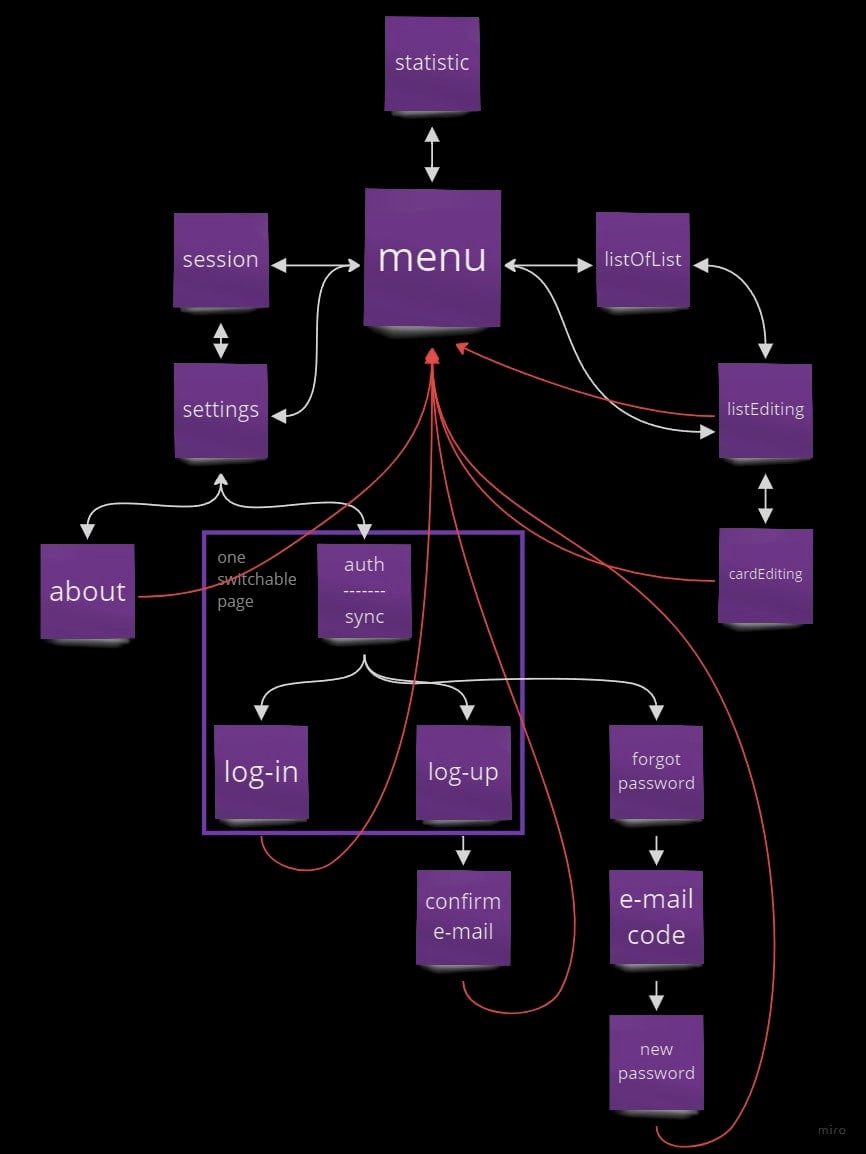 statistic
session
menu
listOfList
settings
listEditing
about
one
switchable
page
auth
-------
sync
cardEditing
log-in
log-up
forgot
password
confirm
e-mail
e-mail
code
new
password
miro